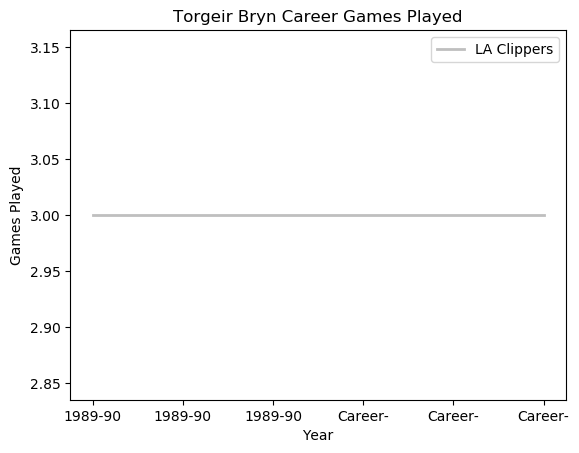 Torgeir Bryn Career Games Played
LA Clippers
3.15
3.10
3.05
3.00
2.95
2.90
2.85
Games Played
1989-90 1989-90 1989-90 Career- Career- Career-
Year